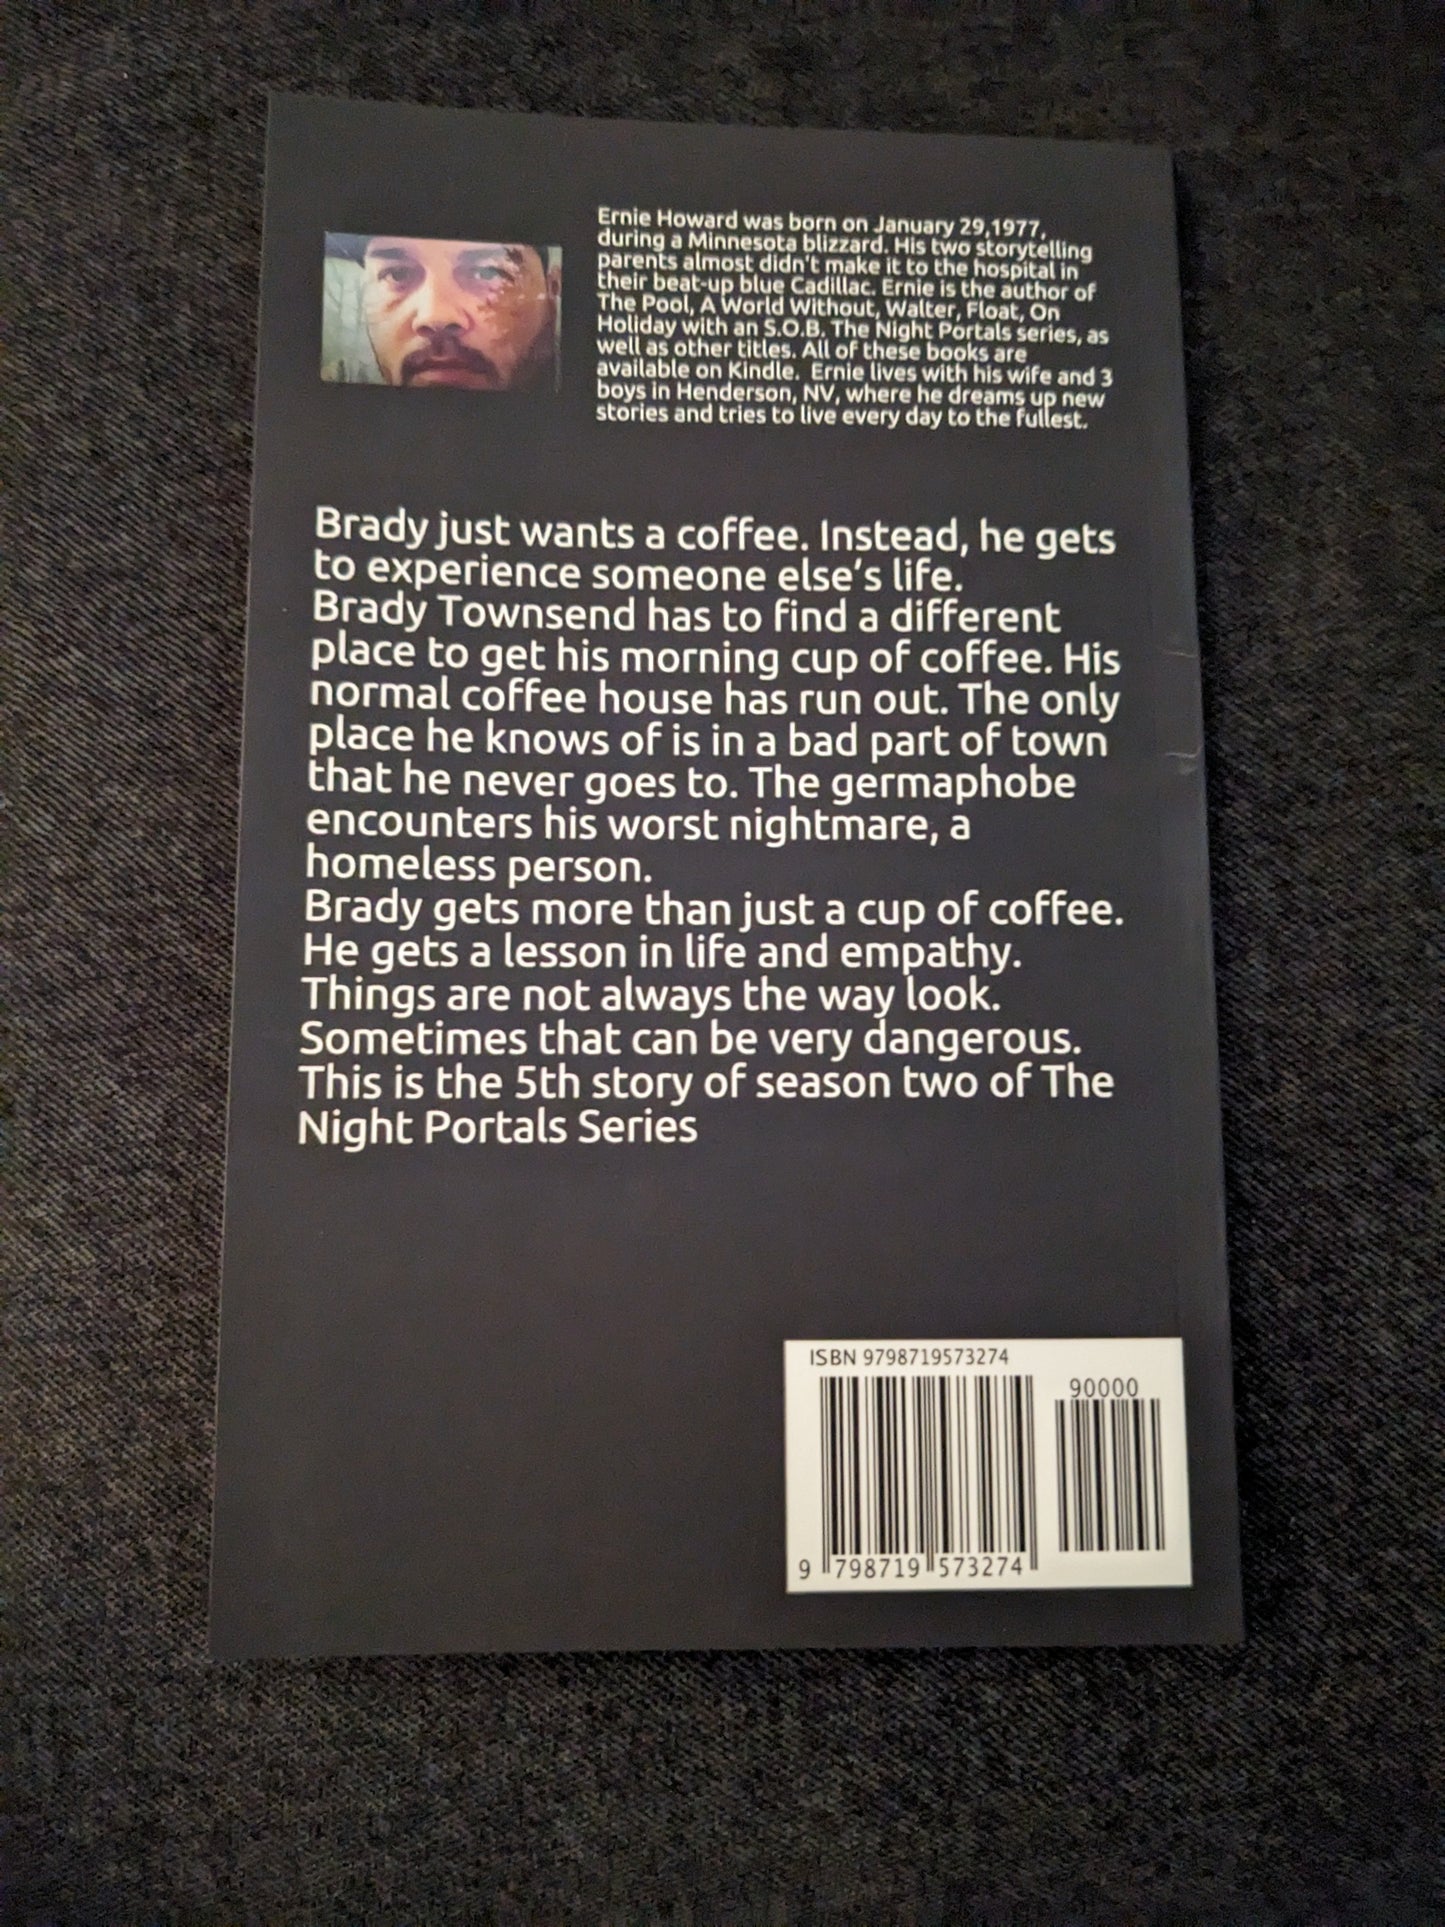 Ernie Howard was born on January 29,1977,
during a Minnesota blizzard. His two storytelling
parents almost didn't make it to the hospital in
their beat-up blue Cadillac. Ernie is the author of
The Pool, A World Without, Walter, Float, On
Holiday with an S.O.B. The Night Portals series, as
well as other titles. All of these books are
available on Kindle. Ernie lives with his wife and 3
boys in Henderson, NV, where he dreams up new
stories and tries to live every day to the fullest.
Brady just wants a coffee. Instead, he gets
to experience someone else's life.
Brady Townsend has to find a different
place to get his morning cup of coffee. His
normal coffee house has run out. The only
place he knows of is in a bad part of town
that he never goes to. The germaphobe
encounters his worst nightmare, a
homeless person.
Brady gets more than just a cup of coffee.
He gets a lesson in life and empathy.
Things are not always the way look.
Sometimes that can be very dangerous.
This is the 5th story of season two of The
Night Portals Series
ISBN 9798719573274
90000
9 798719 573274